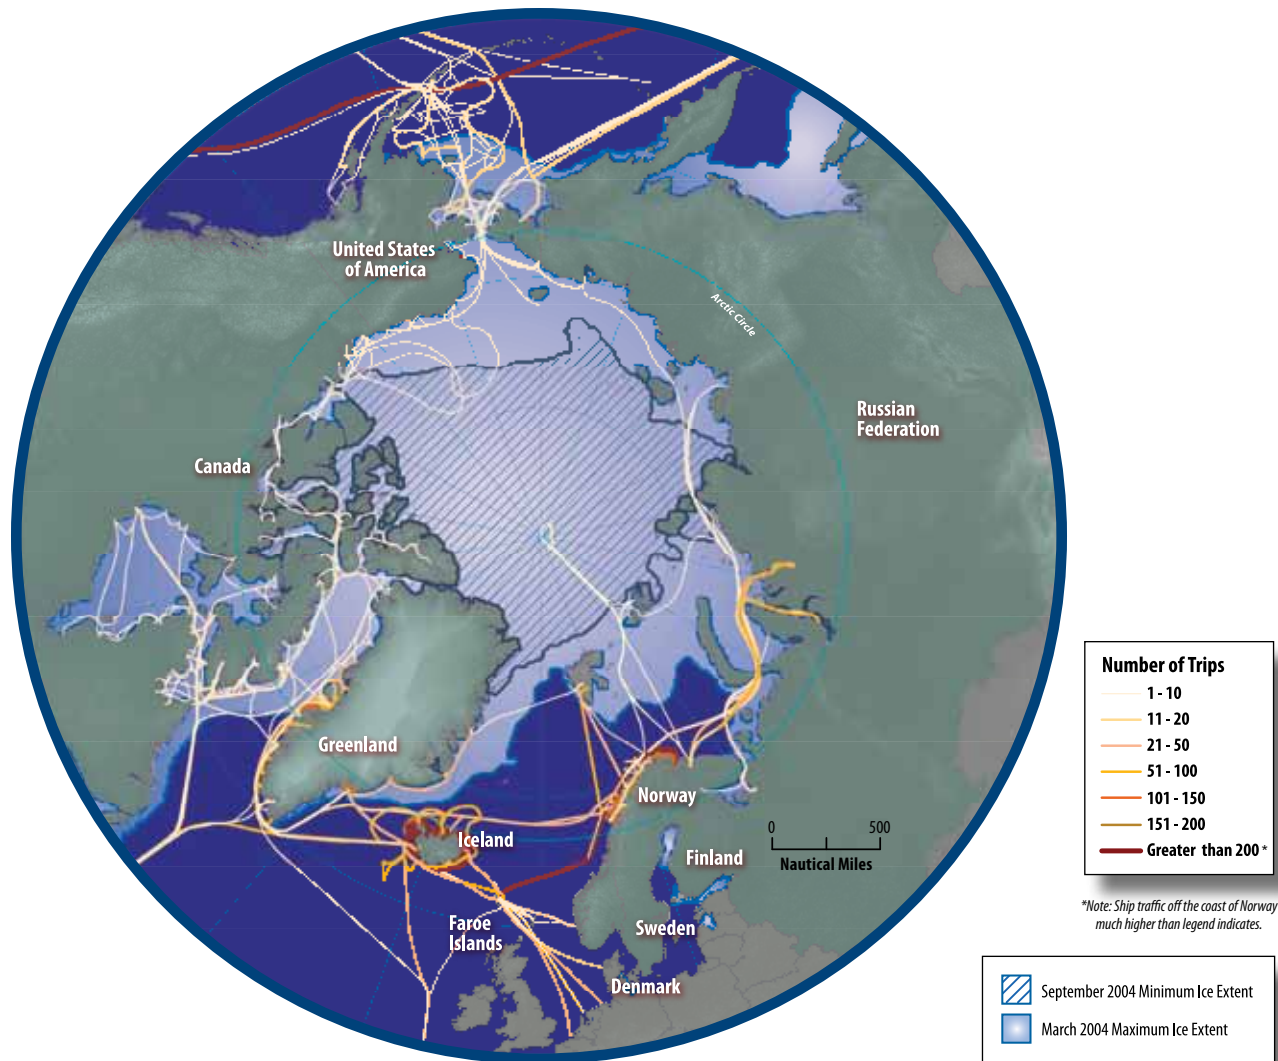 United States
of America
Arctic Circle
Russian
Federation
Canada
Greenland
Norway
Iceland
0 500
Nautical Miles
Finland
Faroe
Islands
Sweden
Denmark
Number of Trips
1 - 10
11 - 20
21 - 50
51 - 100
101 - 150
151 - 200
Greater than 200 *
*Note: Ship traffic off the coast of Norway
much higher than legend indicates.
September 2004 Minimum Ice Extent
March 2004 Maximum Ice Extent